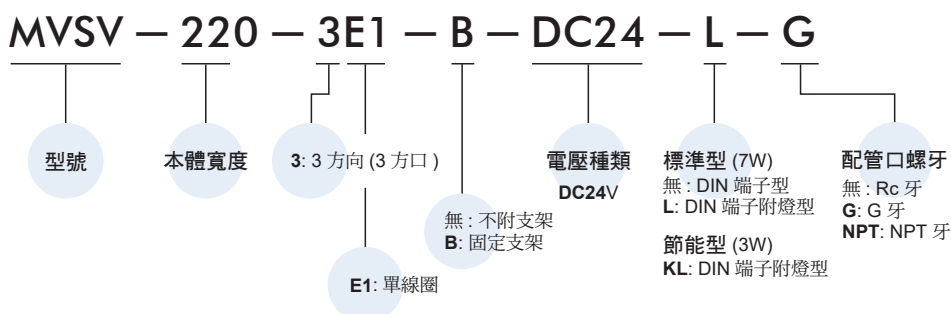 MVSV — 220 — 3E1 — B — DC24 — L — G
型號
本體寬度
3: 3 方向 (3 方口 )
E1: 單線圈
無 : 不附支架
B: 固定支架
電壓種類
DC24V
標準型 (7W)
無 : DIN 端子型
L: DIN 端子附燈型
節能型 (3W)
KL: DIN 端子附燈型
配管口螺牙
無 : Rc 牙
G: G 牙
NPT: NPT 牙